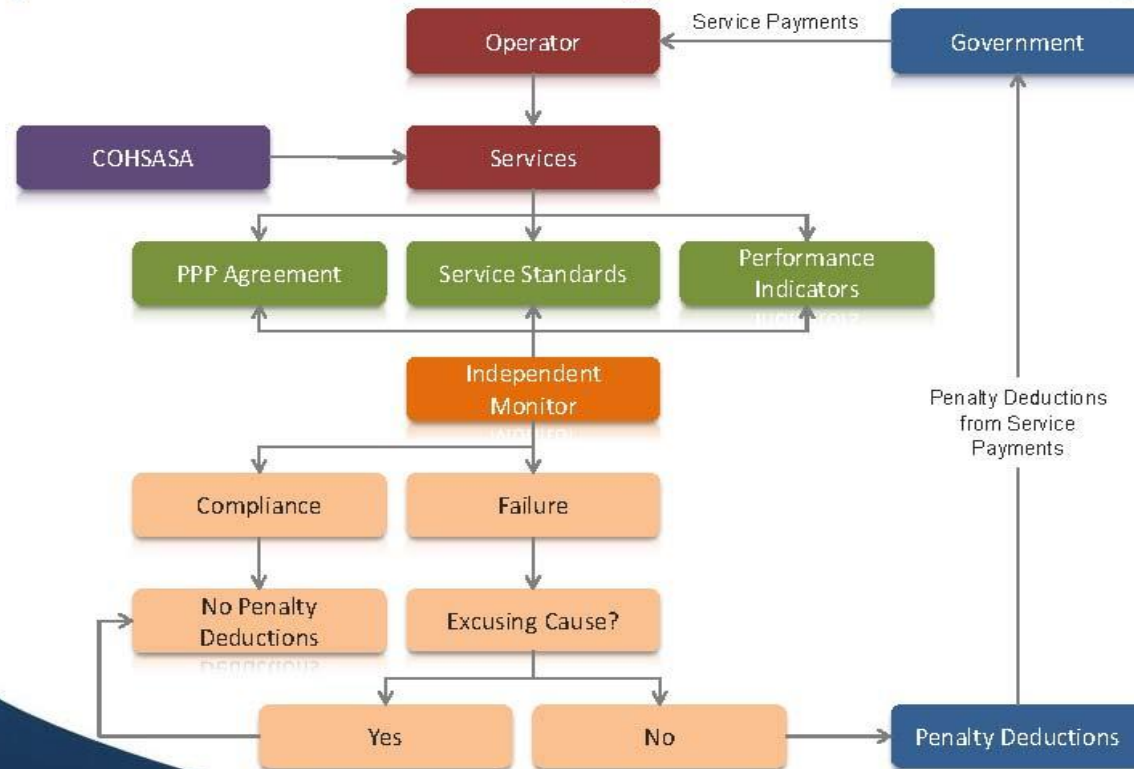 Service Payments
Operator
Government
COHSASA
Services
PPP Agreement
Service Standards
Performance
Indicators
Independent
Monitor
Penalty Deductions
from Service
Payments
Compliance
Failure
No Penalty
Deductions
Excusing Cause?
Yes
No
Penalty Deductions